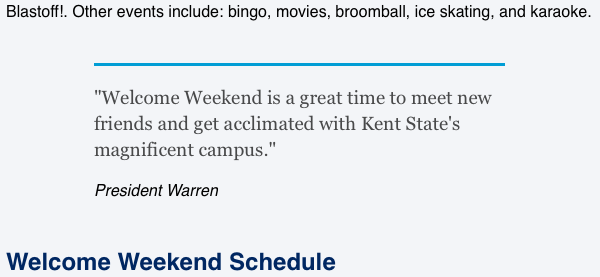 Blastoff!. Other events include: bingo, movies, broomball, ice skating, and karaoke.
"Welcome Weekend is a great time to meet new
friends and get acclimated with Kent State's
magnificent campus."
President Warren
Welcome Weekend Schedule